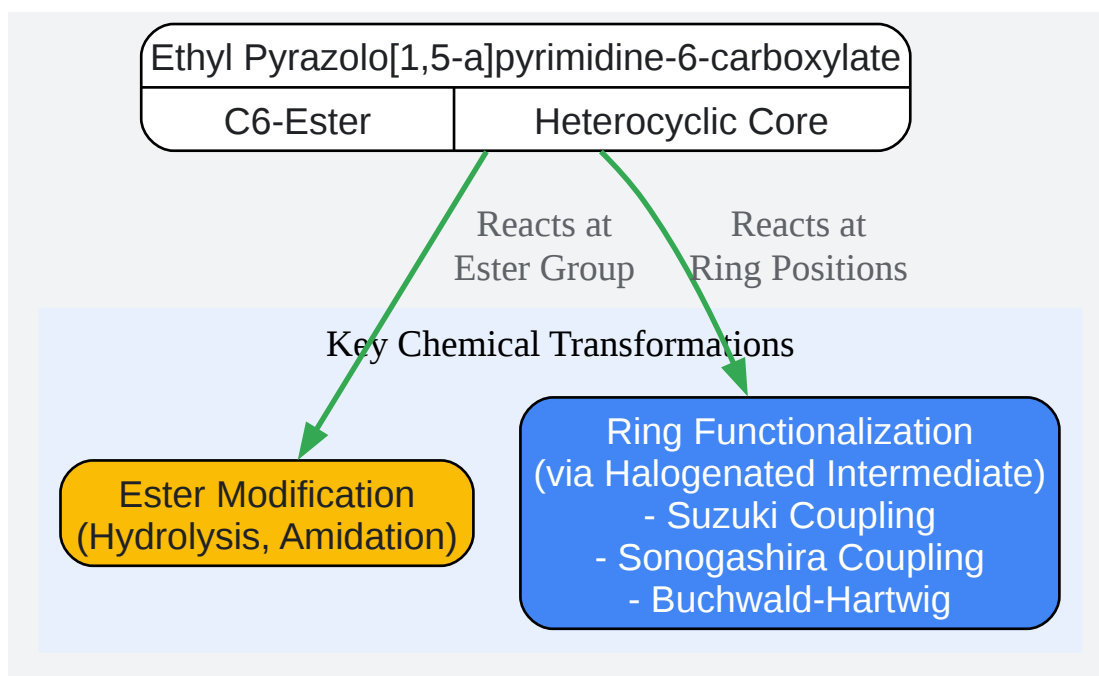 Ethyl Pyrazolo[1,5-a]pyrimidine-6-carboxylate
C6-Ester
Heterocyclic Core
Reacts at
Ester Group
Reacts at
Ring Positions
Key Chemical Transformations
Ester Modification
(Hydrolysis, Amidation)
Ring Functionalization
(via Halogenated Intermediate)
- Suzuki Coupling
- Sonogashira Coupling
- Buchwald-Hartwig